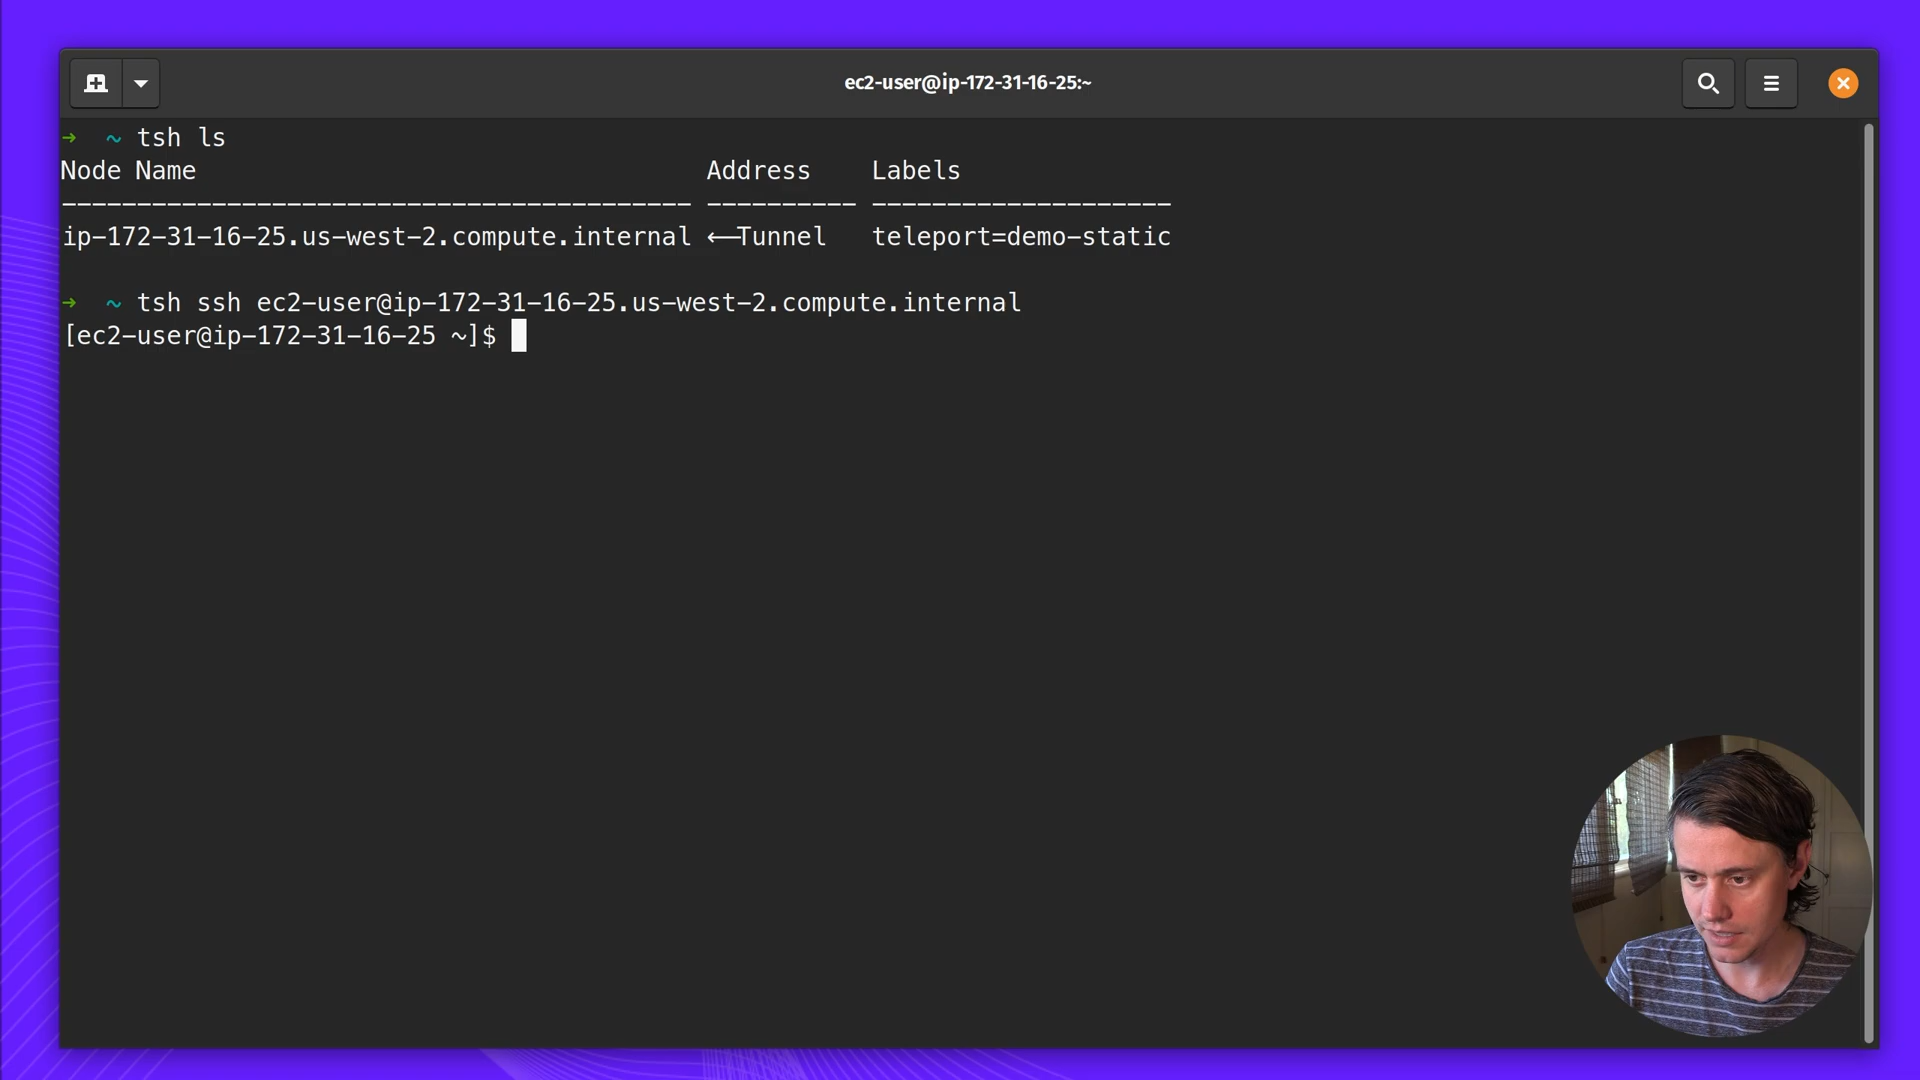 ec2-user@ip-172-31-16-25:~
→ ~ tsh ls
Node Name Address Labels
----------------------------------------- ---------- --------------------
ip-172-31-16-25.us-west-2.compute.internal ⟵Tunnel teleport=demo-static
→ ~ tsh ssh ec2-user@ip-172-31-16-25.us-west-2.compute.internal
[ec2-user@ip-172-31-16-25 ~]$